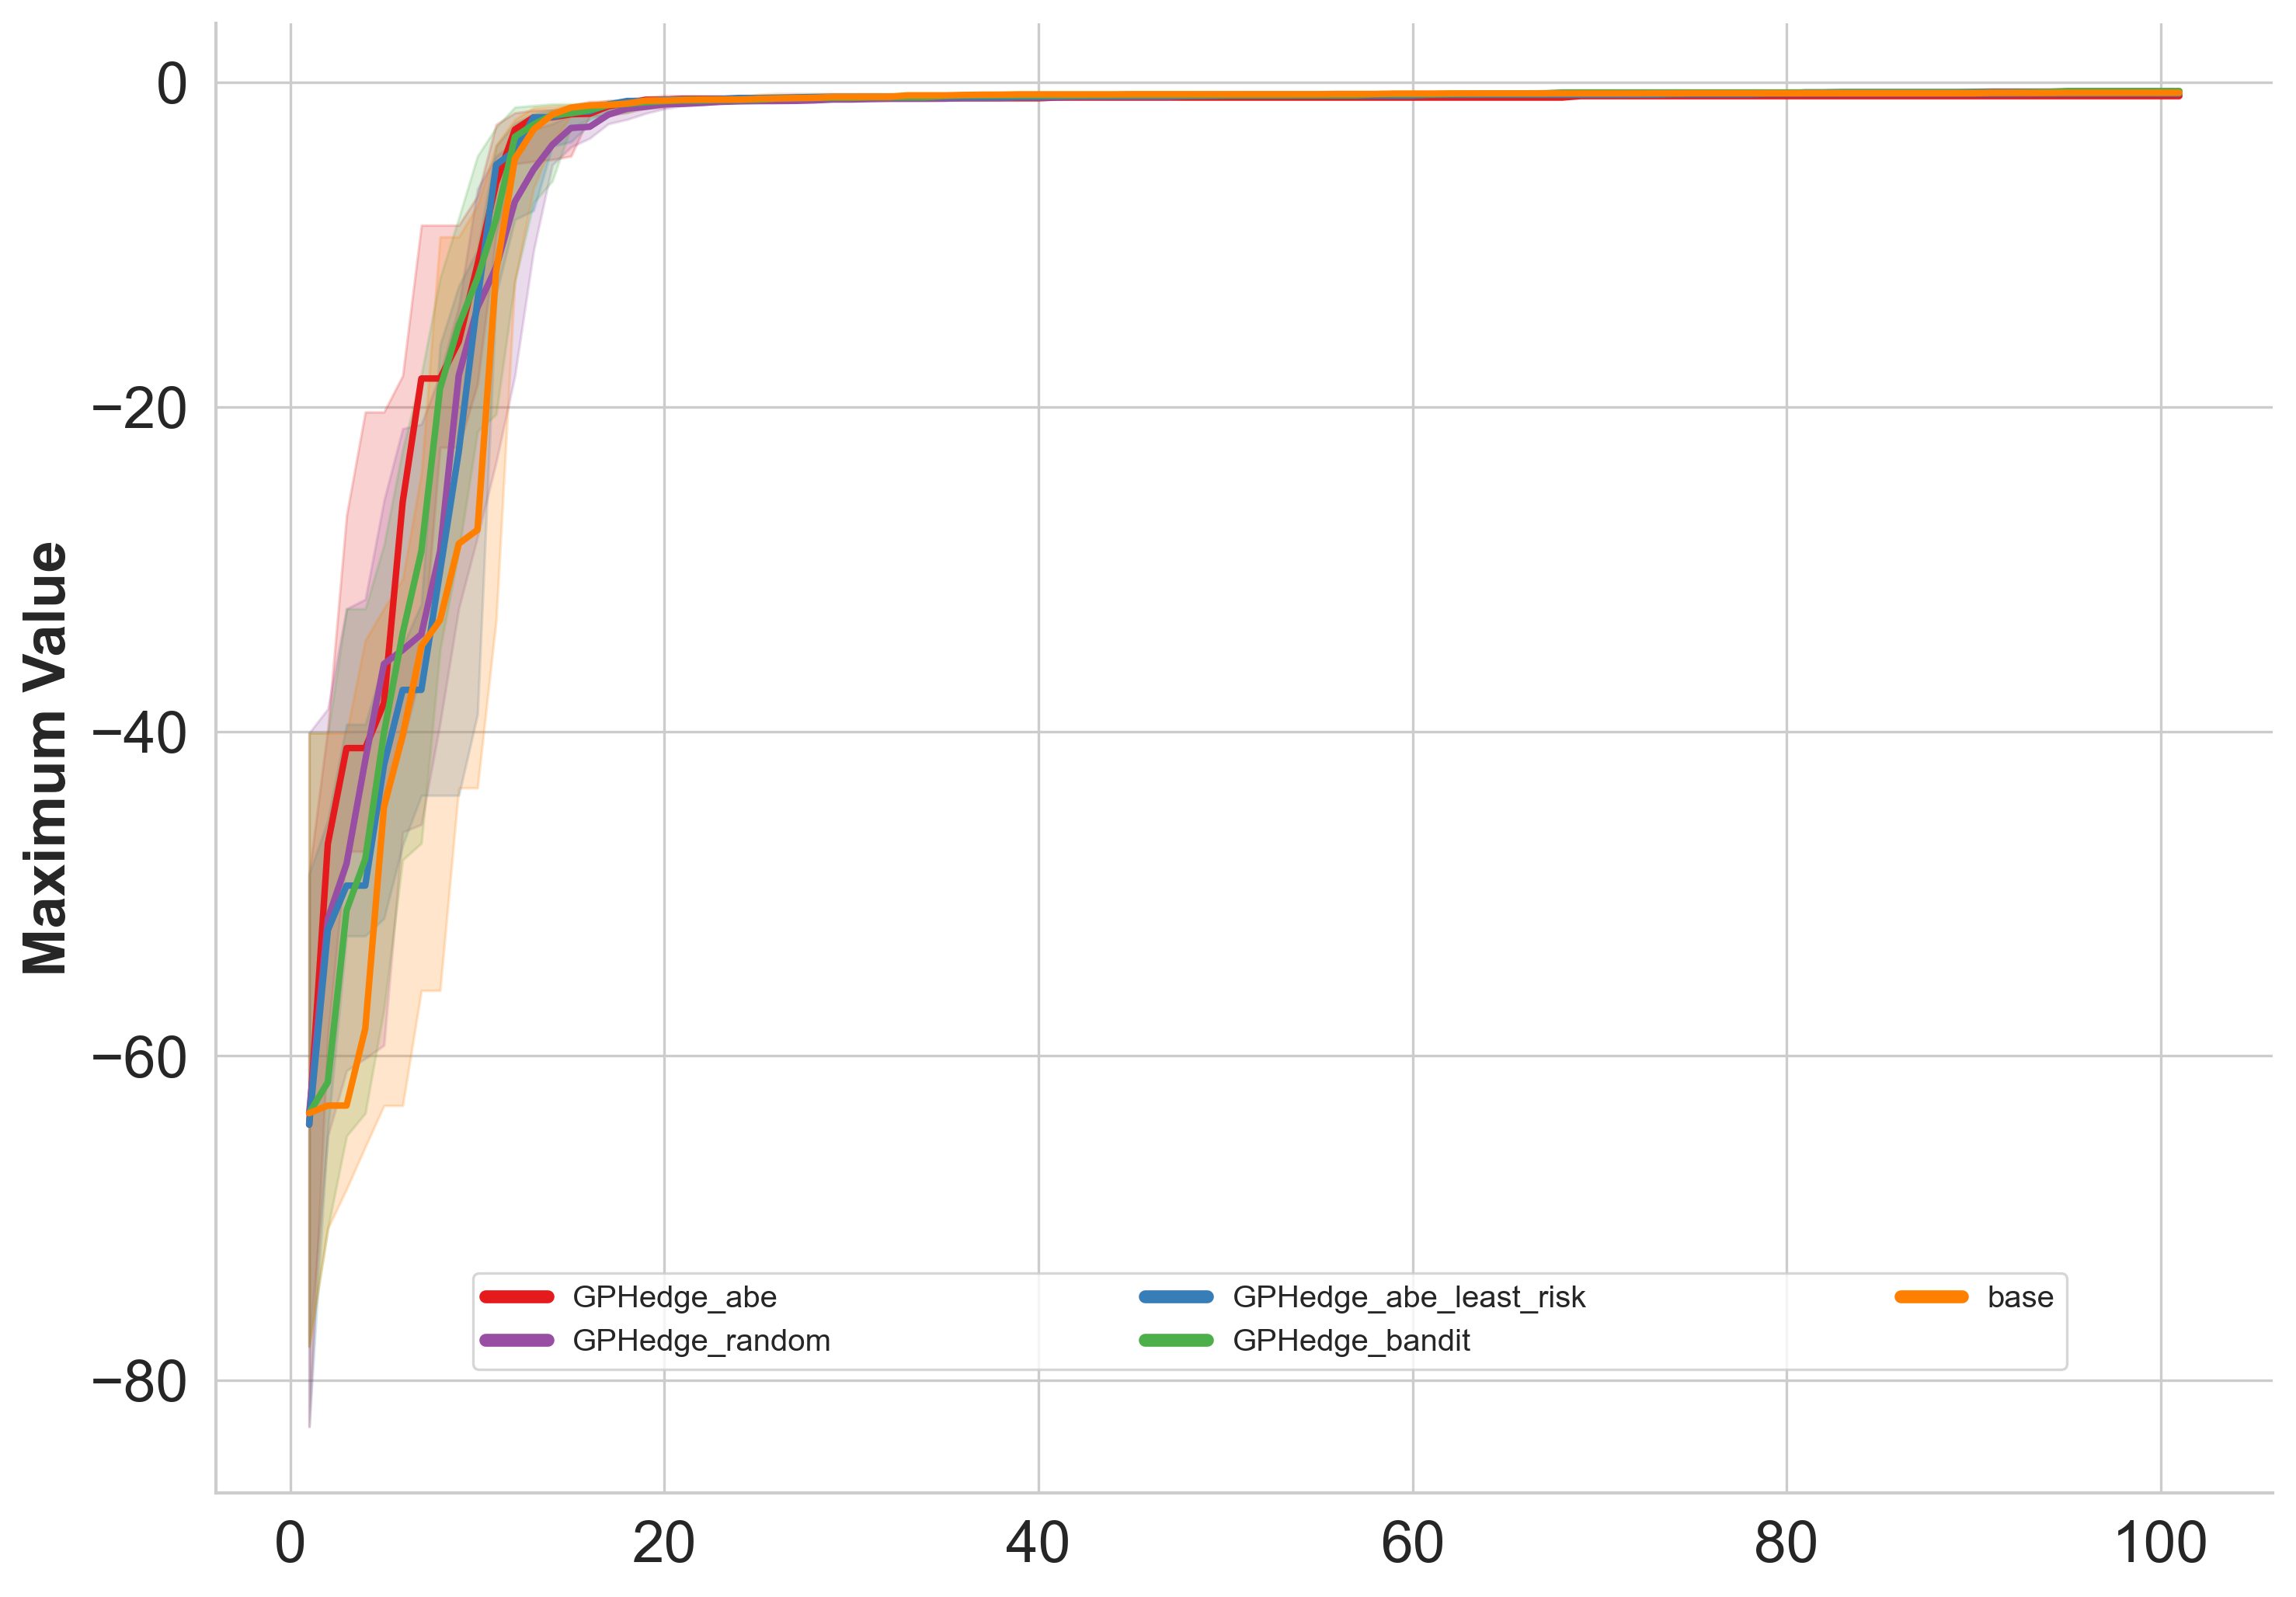 Maximum Value
0
−20
−40
−60
−80
0 20 40 60 80 100
GPHedge_abe GPHedge_abe_least_risk base
GPHedge_random GPHedge_bandit